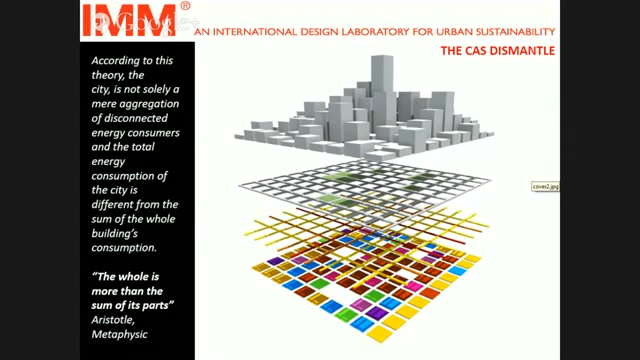 IMM®
Google+
AN INTERNATIONAL DESIGN LABORATORY FOR URBAN SUSTAINABILITY
THE CAS DISMANTLE
According to this
theory, the
city, is not solely a
mere aggregation
of disconnected
energy consumers
and the total
energy
consumption of
the city is
different from the
sum of the whole
building's
consumption.
“The whole is
more than the
sum of its parts”
Aristotle,
Metaphysic
cover2.jpg